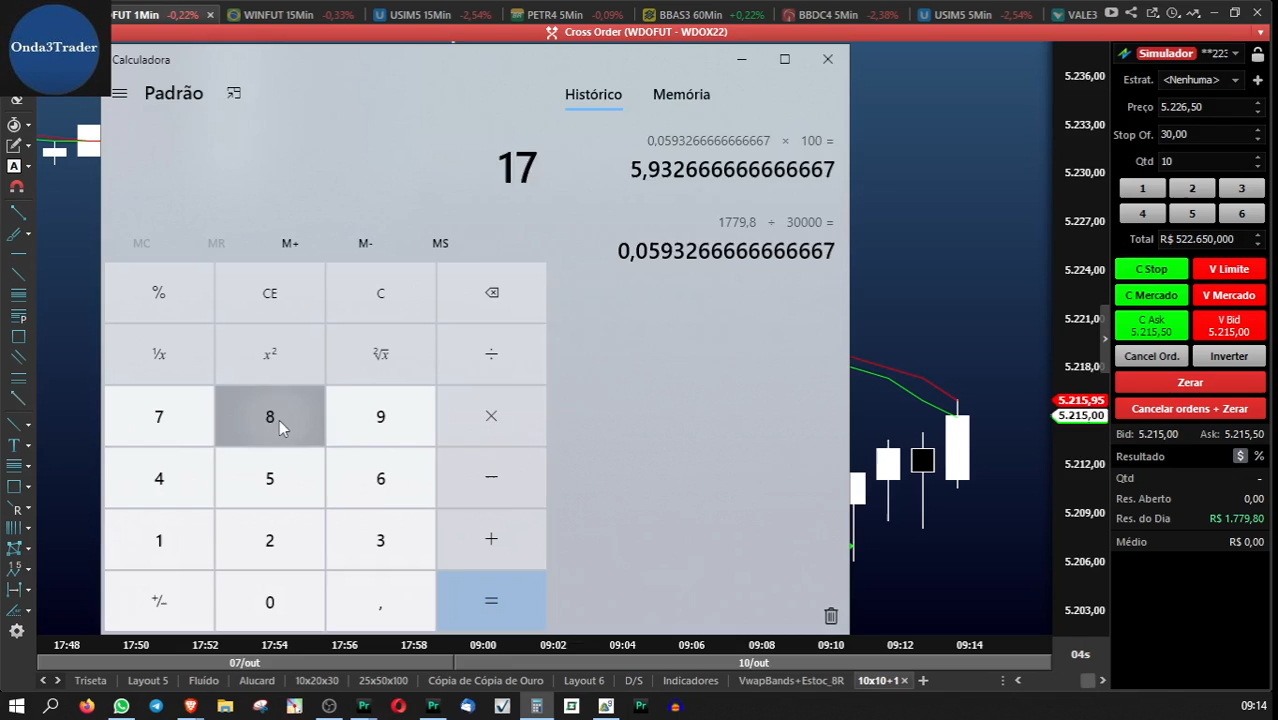 OFUT 1Min -0,22% ×
WINFUT 15Min -0,33%
USIM5 15Min -2,54%
PETR4 5Min -0,09%
BBAS3 60Min +0,22%
BBDC4 5Min -2,38%
USIM5 5Min -2,54%
VALE3
Cross Order (WDOFUT - WDOX22)
Onda3Trader
Calculadora
Padrão
Histórico
Memória
17
0,0593266666666667 × 100 =
5,932666666666667
1779,8 ÷ 30000 =
0,0593266666666667
MC MR M+ M- MS
% CE C
¹/x x² ²√x ÷
7 8 9 ×
4 5 6 −
1 2 3 +
+/- 0 , =
5.236,00
5.233,00
5.230,00
5.227,00
5.224,00
5.221,00
5.218,00
5.215,95
5.215,00
5.212,00
5.209,00
5.206,00
5.203,00
Simulador
Estrat. <Nenhuma>
Preço 5.226,50
Stop Of. 30,00
Qtd 10
1 2 3
4 5 6
Total R$ 522.650,000
C Stop V Limite
C Mercado V Mercado
C Ask V Bid
5.215,50 5.215,00
Cancel Ord. Inverter
Zerar
Cancelar ordens + Zerar
Bid: 5.215,00 Ask: 5.215,50
Resultado $ %
Qtd -
Res. Aberto 0,00
Res. do Dia R$ 1.779,80
Médio R$ 0,00
17:48 17:50 17:52 17:54 17:56 17:58 09:00 09:02 09:04 09:06 09:08 09:10 09:12 09:14
07/out 10/out
04s
Triseta Layout 5 Fluído Alucard 10x20x30 25x50x100 Cópia de Cópia de Ouro Layout 6 D/S Indicadores VwapBands+Estoc_8R 10x10+1 × +
09:14